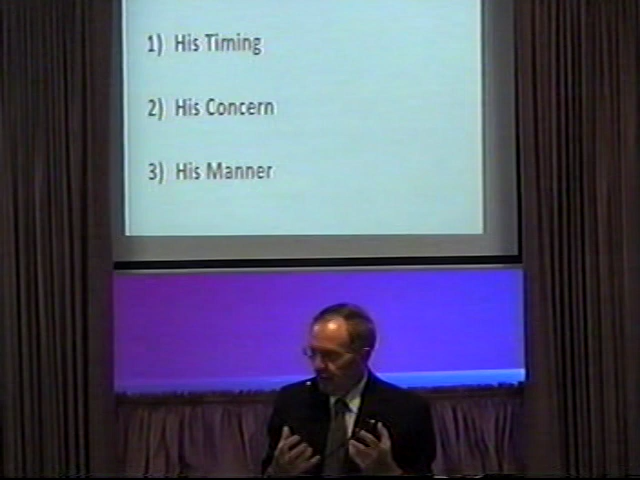 1) His Timing
2) His Concern
3) His Manner